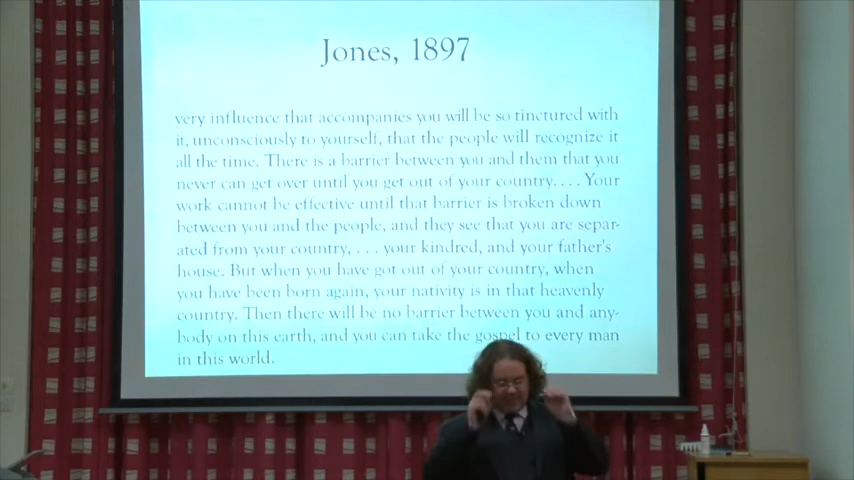 Jones, 1897
very influence that accompanies you will be so tinctured with
it, unconsciously to yourself, that the people will recognize it
all the time. There is a barrier between you and them that you
never can get over until you get out of your country. . . . Your
work cannot be effective until that barrier is broken down
between you and the people, and they see that you are separ-
ated from your country, . . . your kindred, and your father's
house. But when you have got out of your country, when
you have been born again, your nativity is in that heavenly
country. Then there will be no barrier between you and any-
body on this earth, and you can take the gospel to every man
in this world.